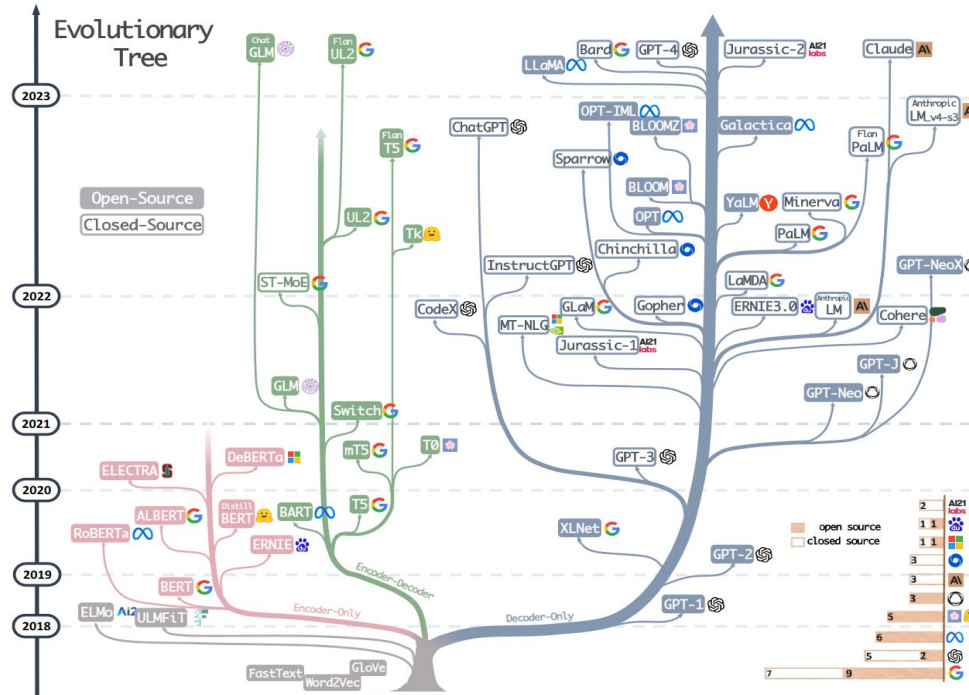 Evolutionary
Tree
Open-Source
Closed-Source
2023
2022
2021
2020
2019
2018
Chat
GLM
Flan
UL2
Flan
T5
UL2
Tk
ST-MoE
GLM
Switch
mT5
T0
BART
T5
Encoder-Decoder
DeBERTa
ELECTRA
ALBERT
Distill
BERT
RoBERTa
ERNIE
BERT
Encoder-Only
ELMo
AI2
ULMFiT
FastText
GloVe
Word2Vec
LLaMA
Bard
GPT-4
Jurassic-2
AI21
labs
Claude
A\
OPT-IML
BLOOMZ
Galactica
Anthropic
LM_v4-s3
ChatGPT
Sparrow
Flan
PaLM
BLOOM
OPT
YaLM
Y
Minerva
PaLM
Chinchilla
InstructGPT
GPT-NeoX
LaMDA
CodeX
GLaM
Gopher
ERNIE3.0
Anthropic
LM
A\
Cohere
MT-NLG
Jurassic-1
AI21
labs
GPT-J
GPT-Neo
GPT-3
XLNet
GPT-2
GPT-1
Decoder-Only
open source
closed source
2
AI21
labs
1 1
1 1
3
3
A\
3
5
6
5 2
7 9